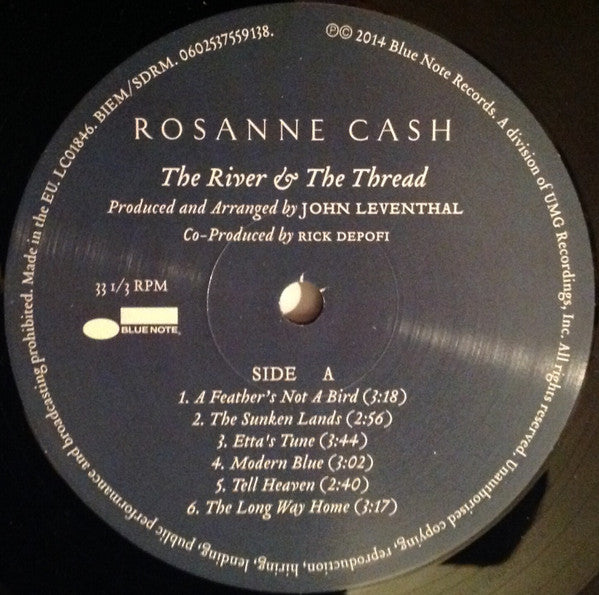 ROSANNE CASH
The River & The Thread
Produced and Arranged by JOHN LEVENTHAL
Co-Produced by RICK DEPOFI
33 1/3 RPM
BLUE NOTE
SIDE A
1. A Feather's Not A Bird (3:18)
2. The Sunken Lands (2:56)
3. Etta's Tune (3:44)
4. Modern Blue (3:02)
5. Tell Heaven (2:40)
6. The Long Way Home (3:17)
℗© 2014 Blue Note Records. A division of UMG Recordings, Inc. All rights reserved. Unauthorised copying, reproduction, hiring, lending, public performance and broadcasting prohibited. Made in the EU. LC01846. BIEM/SDRM. 0602537559138.